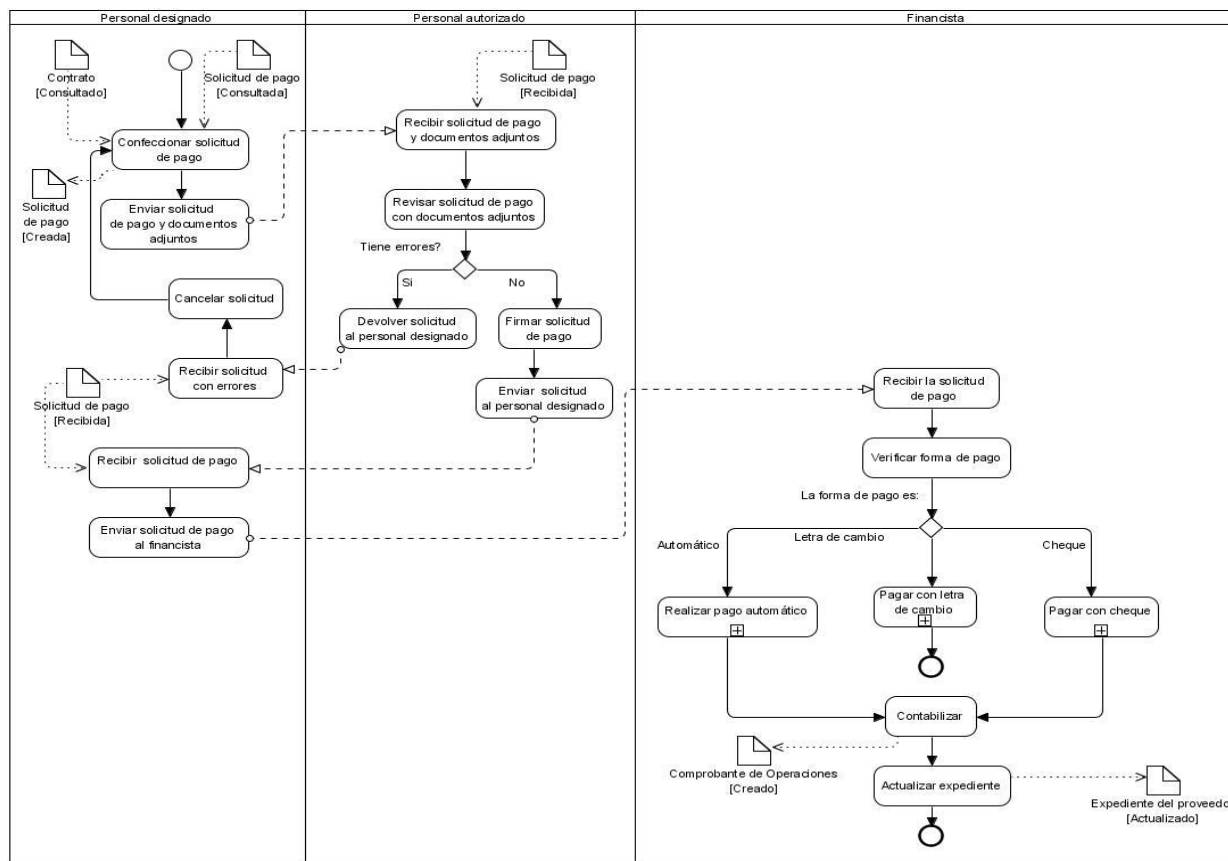 Personal designado
Personal autorizado
Financista
Contrato
[Consultado]
Solicitud de pago
[Consultada]
Confeccionar solicitud
de pago
Solicitud
de pago
[Creada]
Enviar solicitud
de pago y documentos
adjuntos
Cancelar solicitud
Recibir solicitud
con errores
Solicitud de pago
[Recibida]
Recibir solicitud de pago
Enviar solicitud de pago
al financista
Solicitud de pago
[Recibida]
Recibir solicitud de pago
y documentos adjuntos
Revisar solicitud de pago
con documentos adjuntos
Tiene errores?
Si
No
Devolver solicitud
al personal designado
Firmar solicitud
de pago
Enviar solicitud
al personal designado
Recibir la solicitud
de pago
Verificar forma de pago
La forma de pago es:
Automático
Letra de cambio
Cheque
Realizar pago automático
Pagar con letra
de cambio
Pagar con cheque
Contabilizar
Comprobante de Operaciones
[Creado]
Actualizar expediente
Expediente del proveedo
[Actualizado]